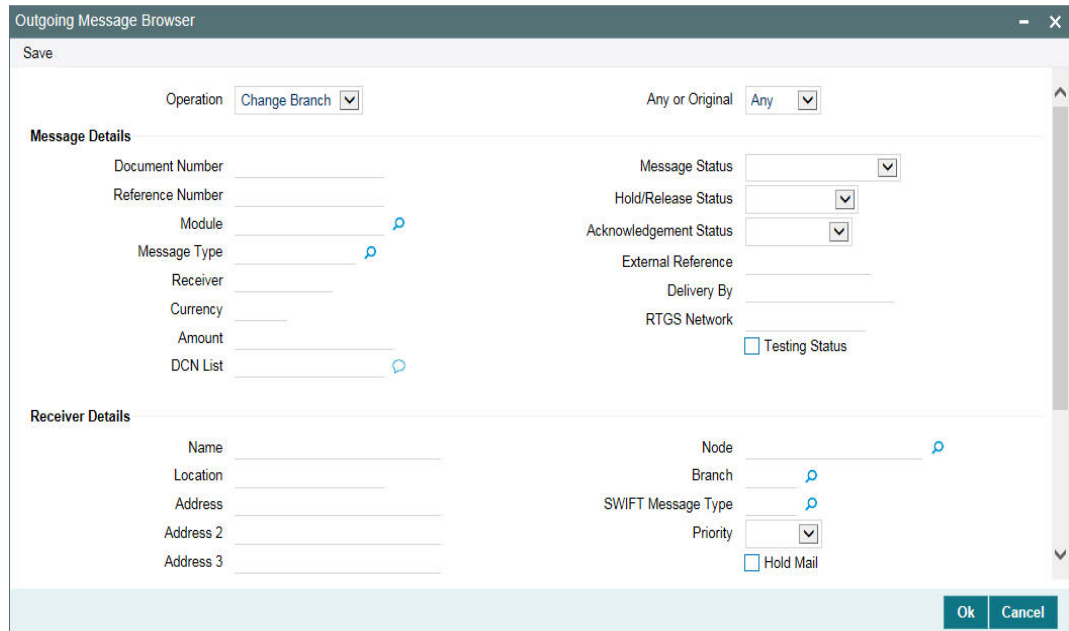 Outgoing Message Browser
Save
Operation Change Branch
Any or Original Any
Message Details
Document Number
Reference Number
Module
Message Type
Receiver
Currency
Amount
DCN List
Message Status
Hold/Release Status
Acknowledgement Status
External Reference
Delivery By
RTGS Network
Testing Status
Receiver Details
Name
Location
Address
Address 2
Address 3
Node
Branch
SWIFT Message Type
Priority
Hold Mail
Ok Cancel